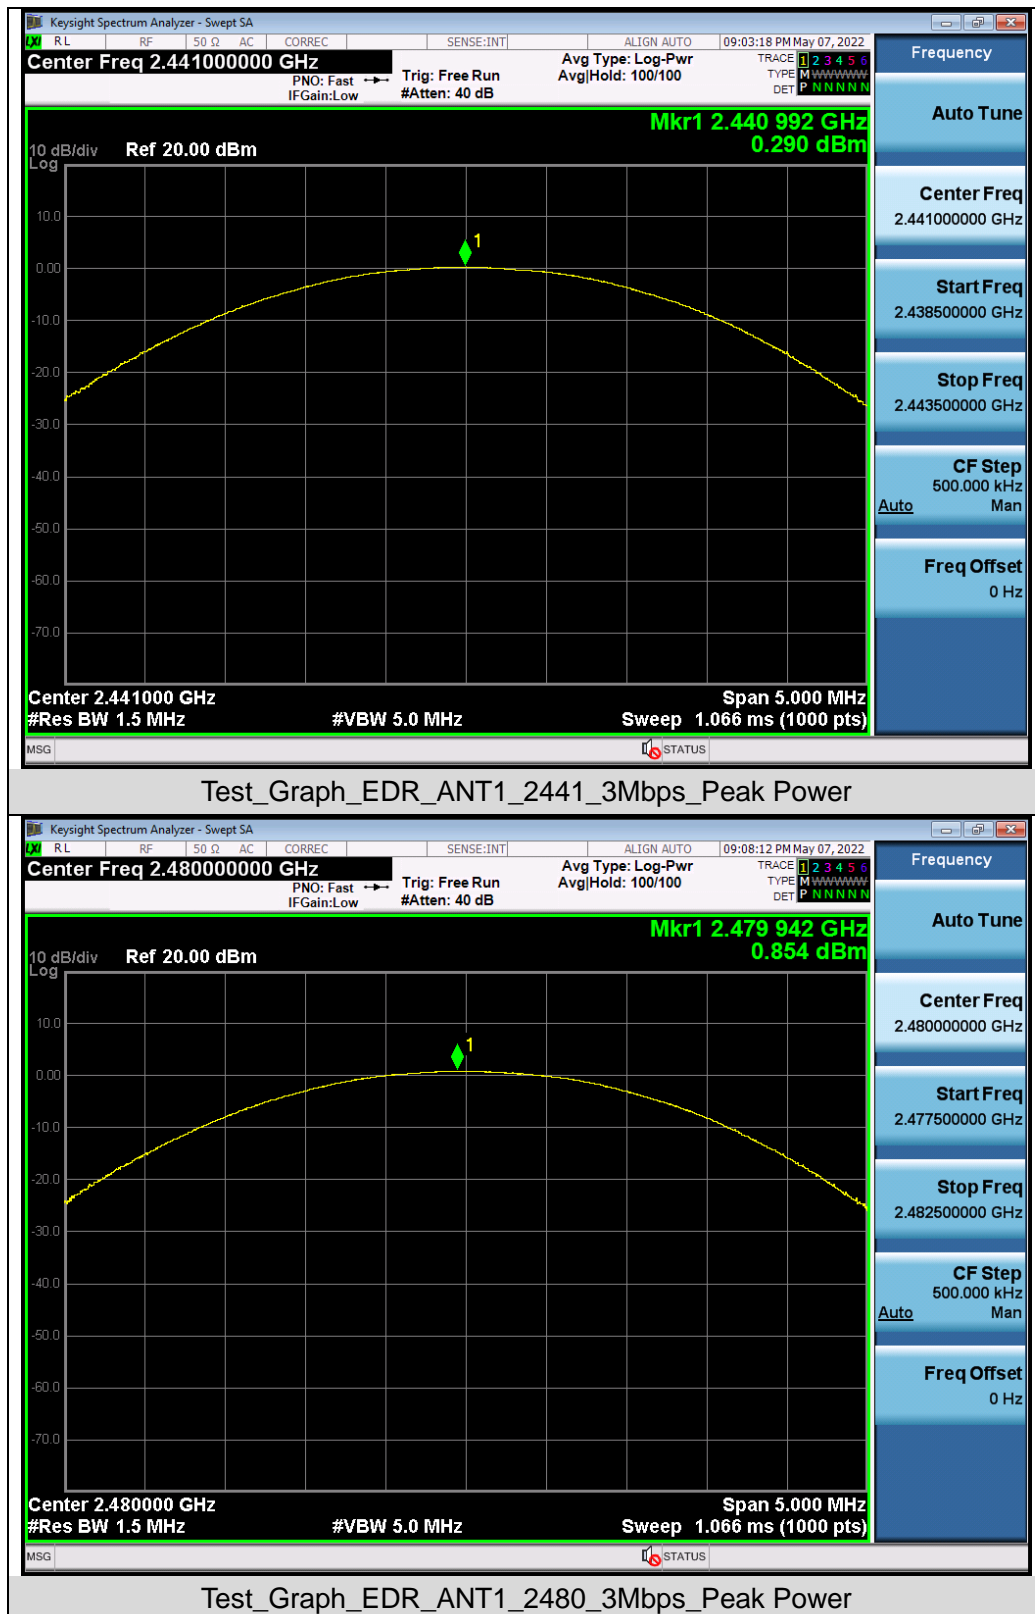 Keysight Spectrum Analyzer - Swept SA
LXI RL RF 50 Ω AC CORREC SENSE:INT ALIGN AUTO 09:03:18 PM May 07, 2022
Center Freq 2.441000000 GHz
PNO: Fast
IFGain:Low
Trig: Free Run
#Atten: 40 dB
Avg Type: Log-Pwr
Avg|Hold: 100/100
TRACE 1 2 3 4 5 6
TYPE M WWWWW
DET P N N N N N
Frequency
Auto Tune
Center Freq
2.441000000 GHz
Start Freq
2.438500000 GHz
Stop Freq
2.443500000 GHz
CF Step
500.000 kHz
Auto Man
Freq Offset
0 Hz
Mkr1 2.440 992 GHz
0.290 dBm
10 dB/div Ref 20.00 dBm
Log
1
10.0
0.00
-10.0
-20.0
-30.0
-40.0
-50.0
-60.0
-70.0
Center 2.441000 GHz Span 5.000 MHz
#Res BW 1.5 MHz #VBW 5.0 MHz Sweep 1.066 ms (1000 pts)
MSG STATUS
Test_Graph_EDR_ANT1_2441_3Mbps_Peak Power
Keysight Spectrum Analyzer - Swept SA
LXI RL RF 50 Ω AC CORREC SENSE:INT ALIGN AUTO 09:08:12 PM May 07, 2022
Center Freq 2.480000000 GHz
PNO: Fast
IFGain:Low
Trig: Free Run
#Atten: 40 dB
Avg Type: Log-Pwr
Avg|Hold: 100/100
TRACE 1 2 3 4 5 6
TYPE M WWWWW
DET P N N N N N
Frequency
Auto Tune
Center Freq
2.480000000 GHz
Start Freq
2.477500000 GHz
Stop Freq
2.482500000 GHz
CF Step
500.000 kHz
Auto Man
Freq Offset
0 Hz
Mkr1 2.479 942 GHz
0.854 dBm
10 dB/div Ref 20.00 dBm
Log
1
10.0
0.00
-10.0
-20.0
-30.0
-40.0
-50.0
-60.0
-70.0
Center 2.480000 GHz Span 5.000 MHz
#Res BW 1.5 MHz #VBW 5.0 MHz Sweep 1.066 ms (1000 pts)
MSG STATUS
Test_Graph_EDR_ANT1_2480_3Mbps_Peak Power